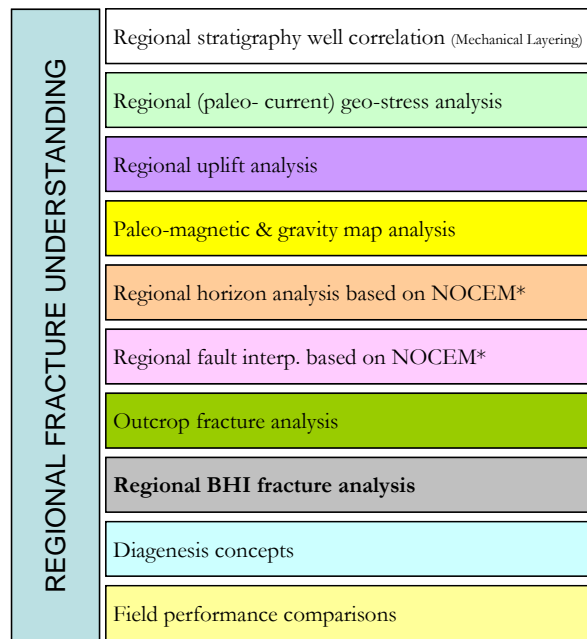 REGIONAL FRACTURE UNDERSTANDING
Regional stratigraphy well correlation (Mechanical Layering)
Regional (paleo- current) geo-stress analysis
Regional uplift analysis
Paleo-magnetic & gravity map analysis
Regional horizon analysis based on NOCEM*
Regional fault interp. based on NOCEM*
Outcrop fracture analysis
Regional BHI fracture analysis
Diagenesis concepts
Field performance comparisons